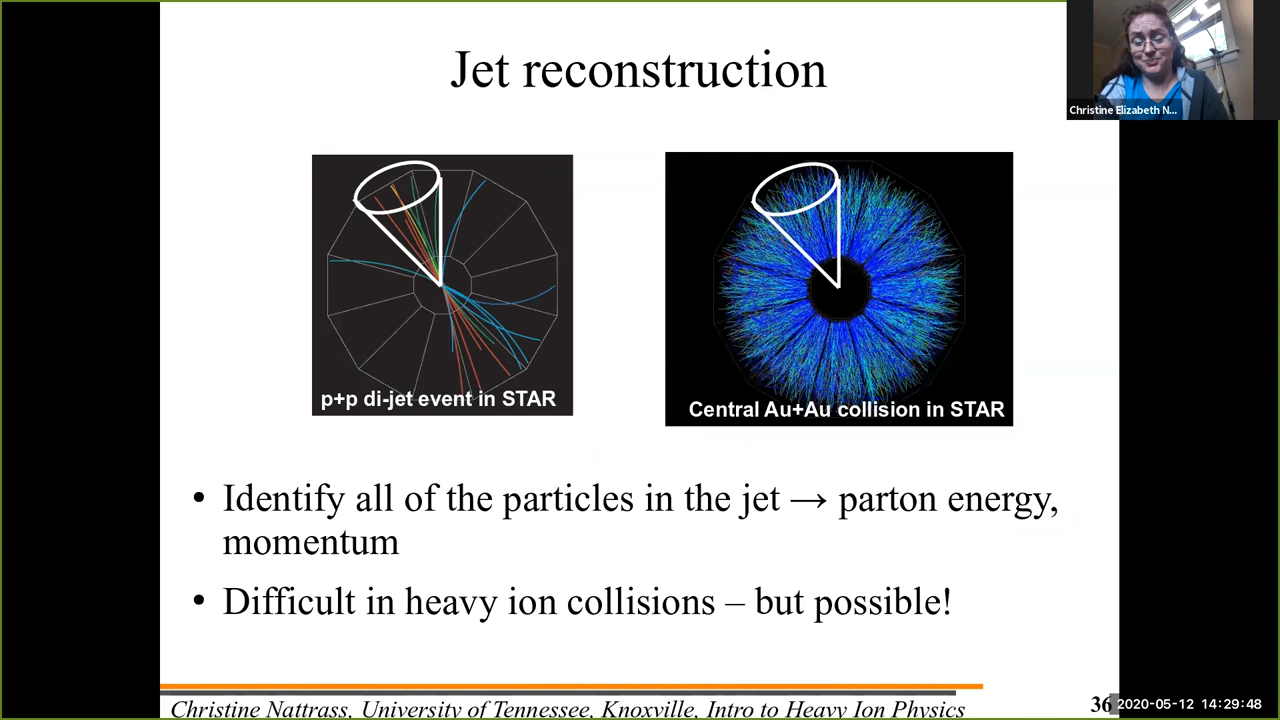 Jet reconstruction
Christine Elizabeth N...
p+p di-jet event in STAR
Central Au+Au collision in STAR
• Identify all of the particles in the jet → parton energy,
momentum
• Difficult in heavy ion collisions – but possible!
Christine Nattrass, University of Tennessee, Knoxville, Intro to Heavy Ion Physics
36
2020-05-12 14:29:48